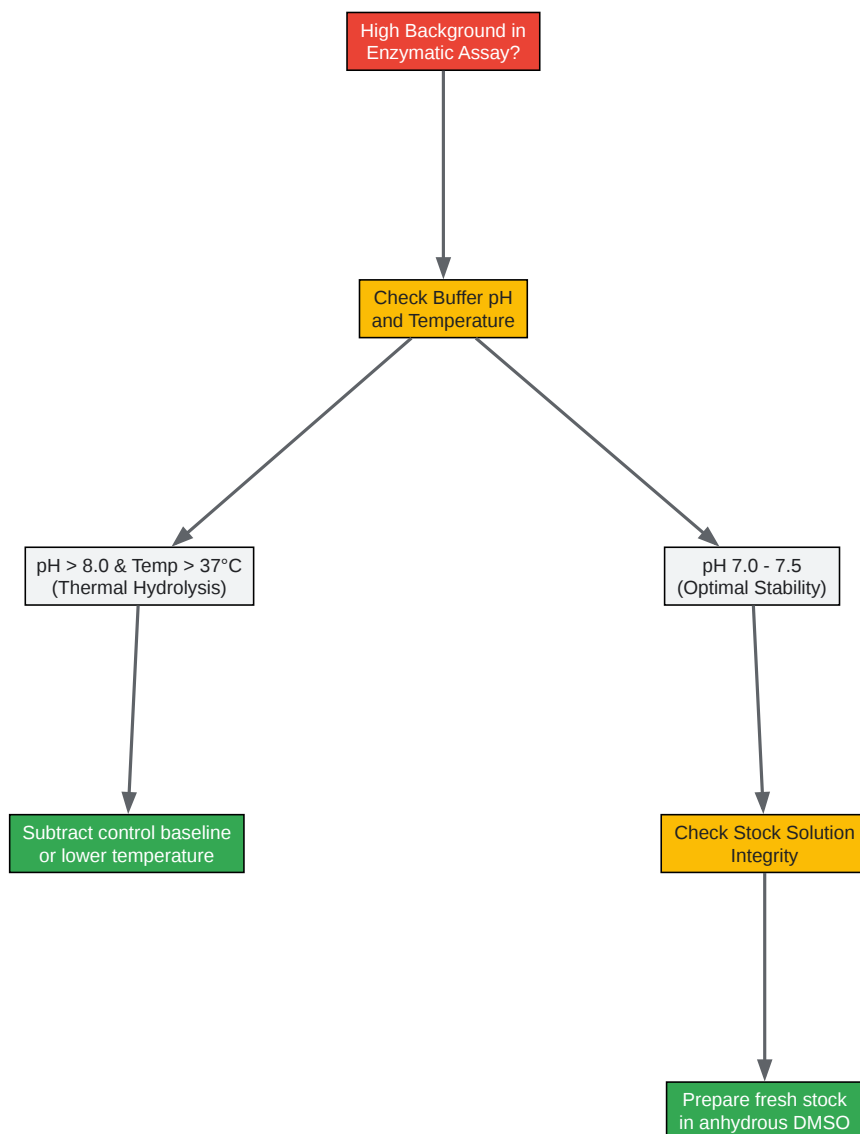 High Background in
Enzymatic Assay?
Check Buffer pH
and Temperature
pH > 8.0 & Temp > 37°C
(Thermal Hydrolysis)
pH 7.0 - 7.5
(Optimal Stability)
Subtract control baseline
or lower temperature
Check Stock Solution
Integrity
Prepare fresh stock
in anhydrous DMSO